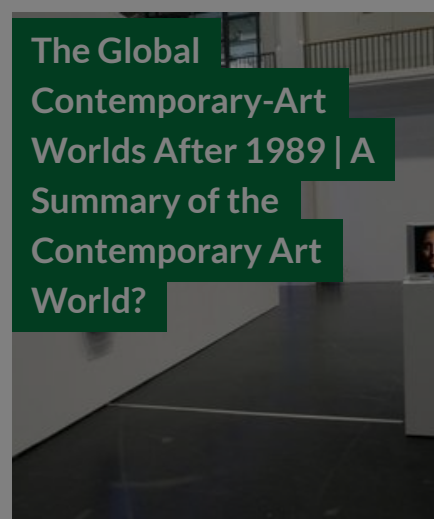 The Global
Contemporary-Art
Worlds After 1989 | A
Summary of the
Contemporary Art
World?